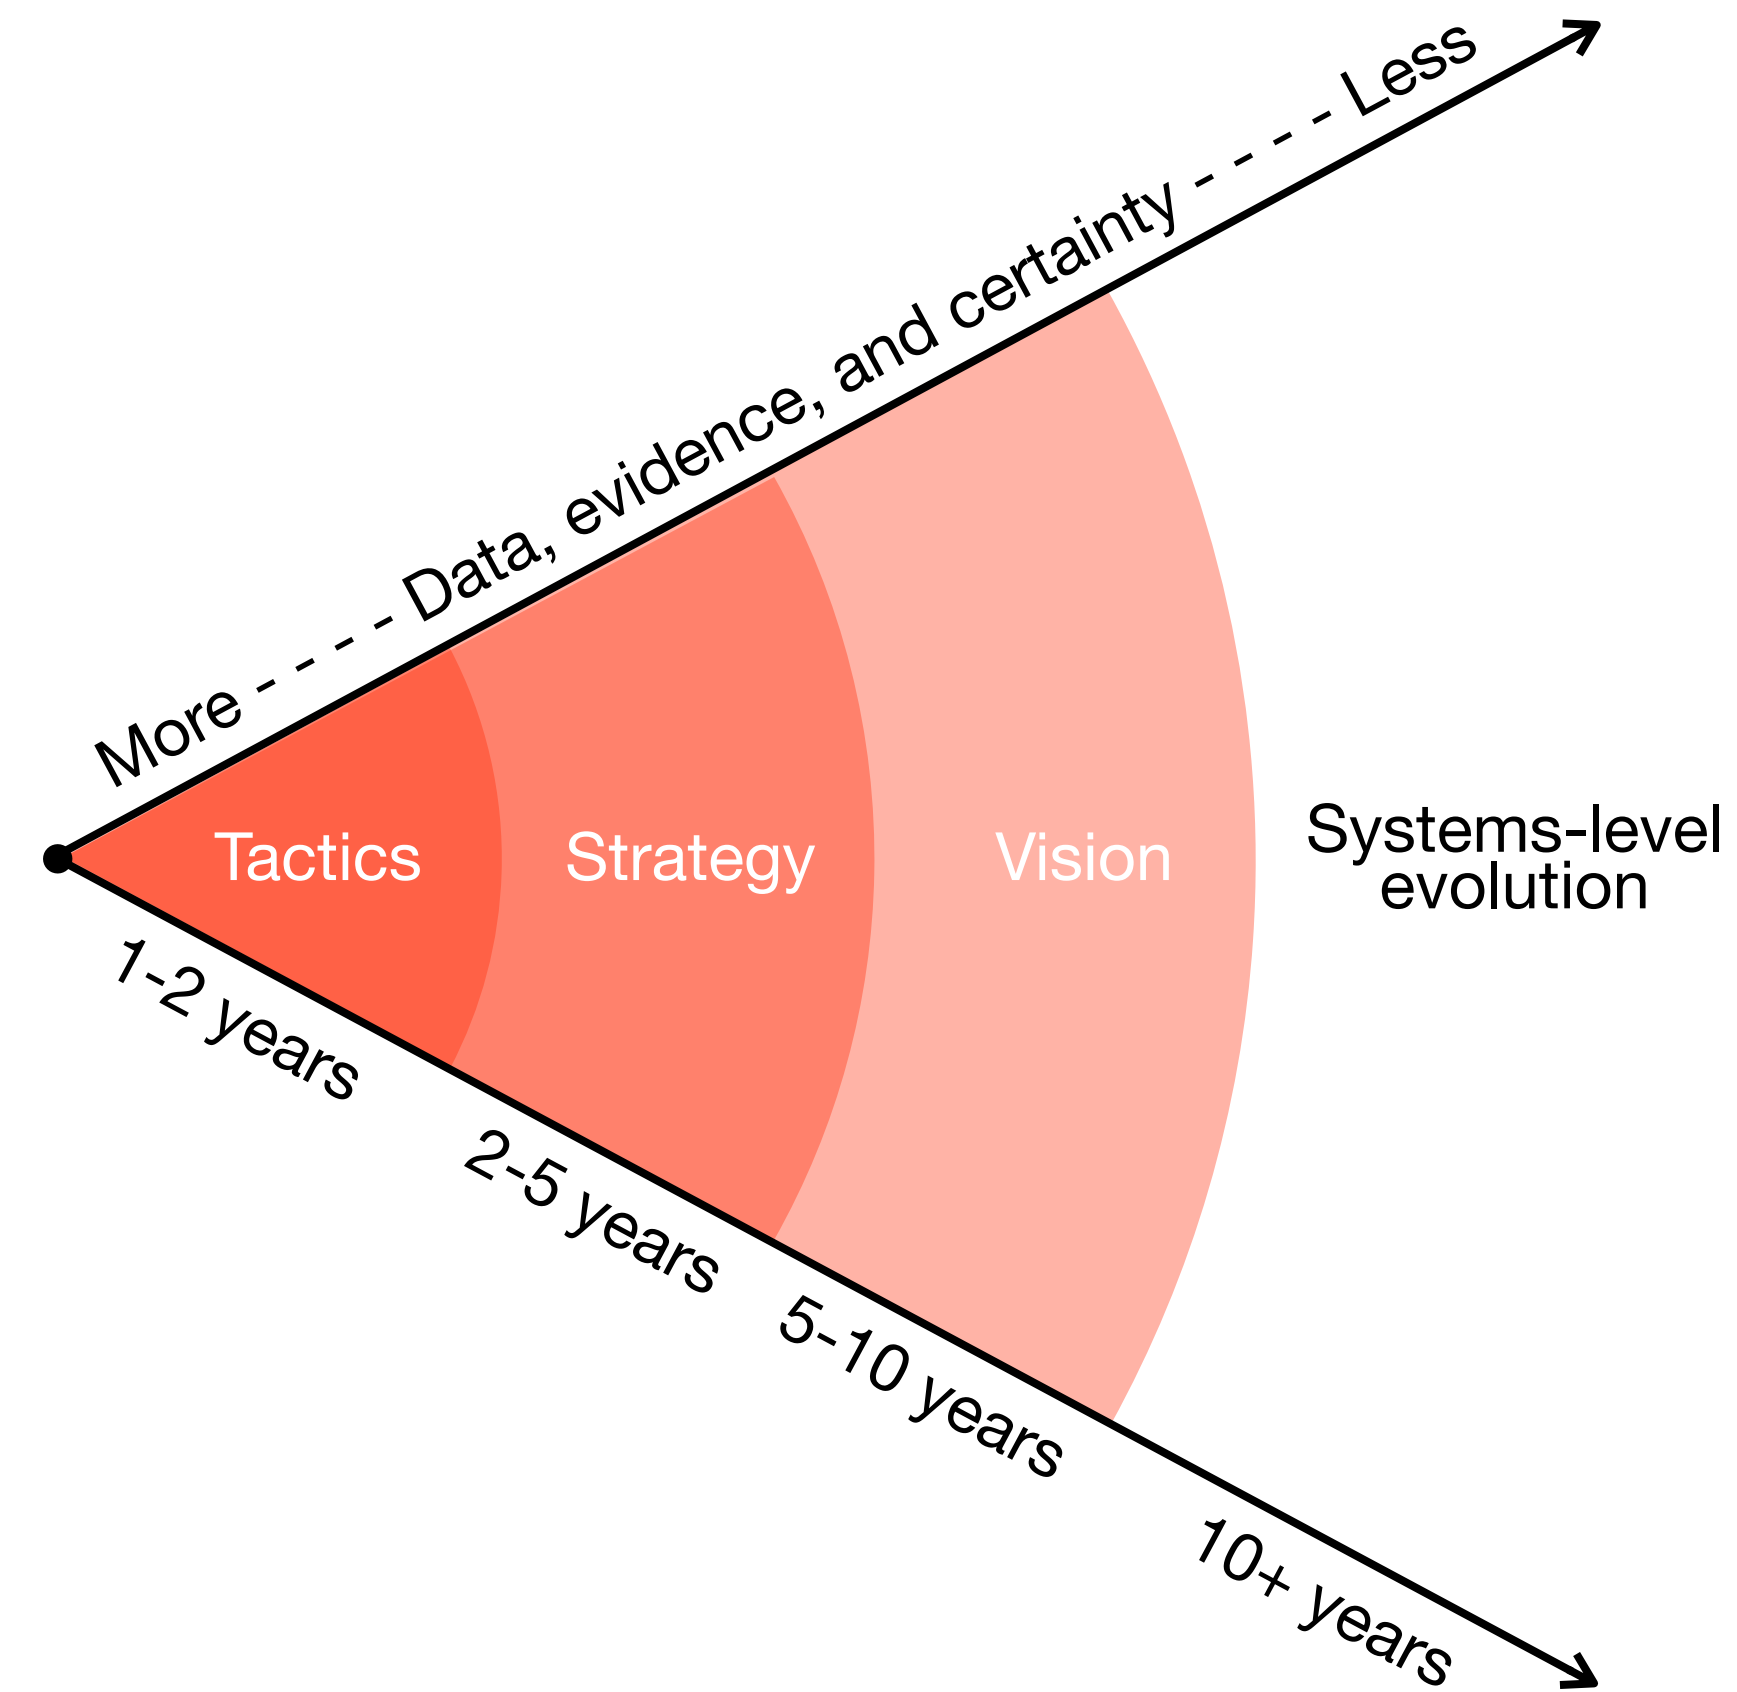 More - - - - Data, evidence, and certainty - - - - Less
Tactics
Strategy
Vision
Systems-level
evolution
1-2 years
2-5 years
5-10 years
10+ years